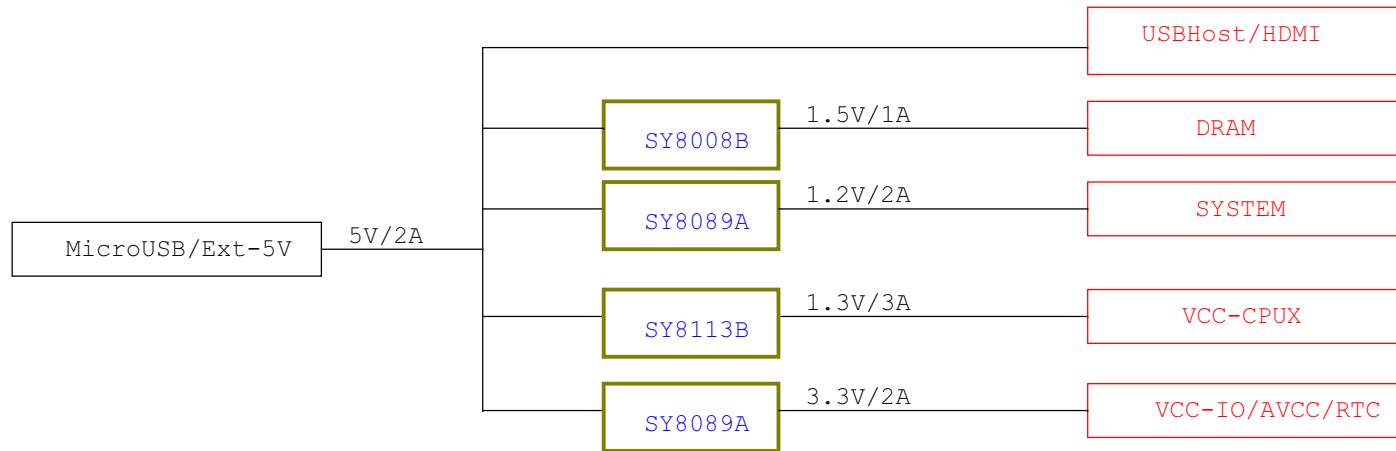 USBHost/HDMI
SY8008B
1.5V/1A
DRAM
SY8089A
1.2V/2A
SYSTEM
MicroUSB/Ext-5V
5V/2A
SY8113B
1.3V/3A
VCC-CPUX
SY8089A
3.3V/2A
VCC-IO/AVCC/RTC